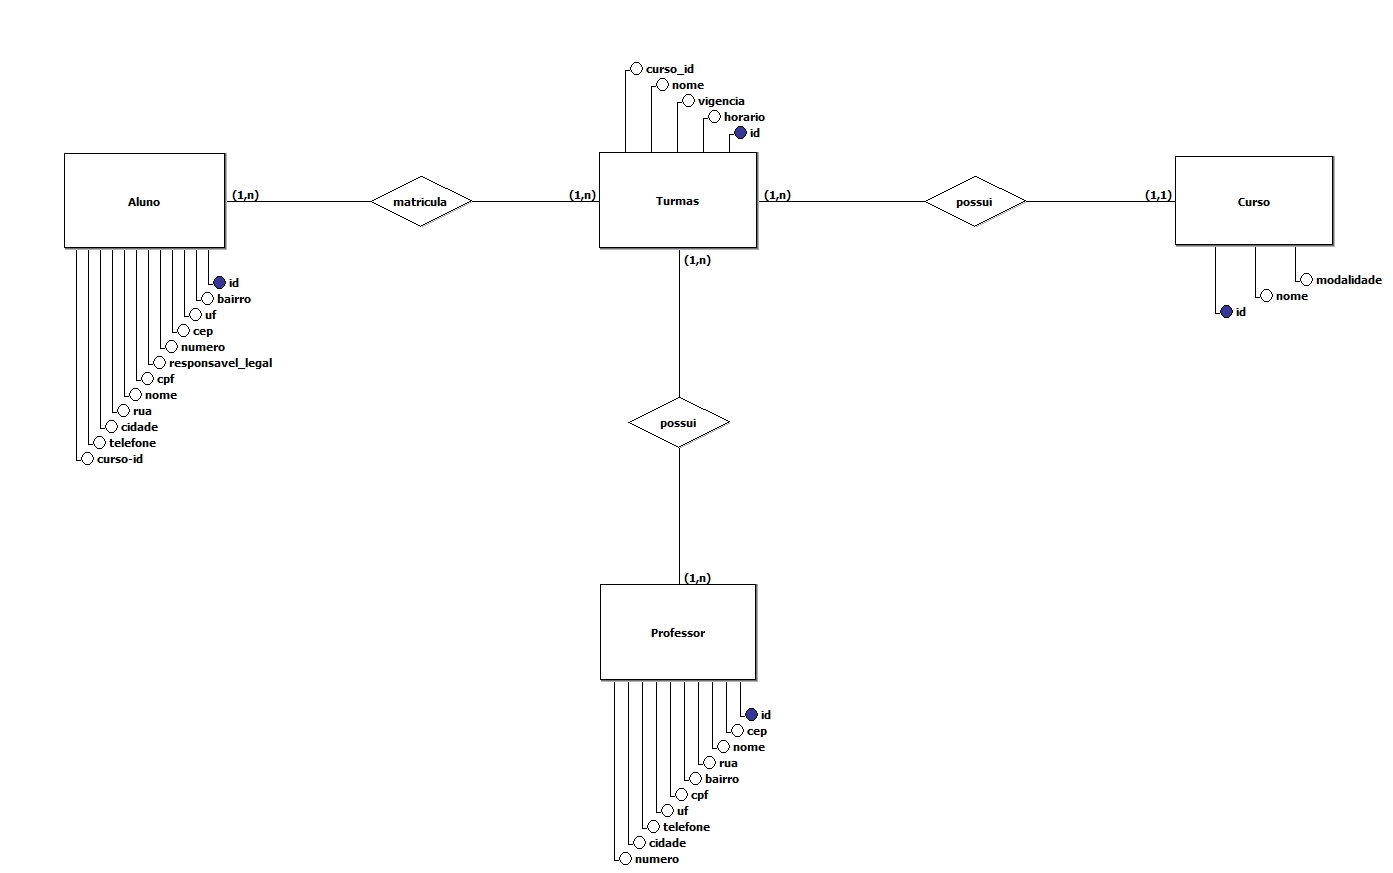 curso_id
nome
vigencia
horario
id
Aluno
(1,n)
matricula
(1,n)
Turmas
(1,n)
possui
(1,1)
Curso
(1,n)
id
bairro
uf
cep
numero
responsavel_legal
cpf
nome
rua
cidade
telefone
curso-id
modalidade
nome
id
possui
(1,n)
Professor
id
cep
nome
rua
bairro
cpf
uf
telefone
cidade
numero